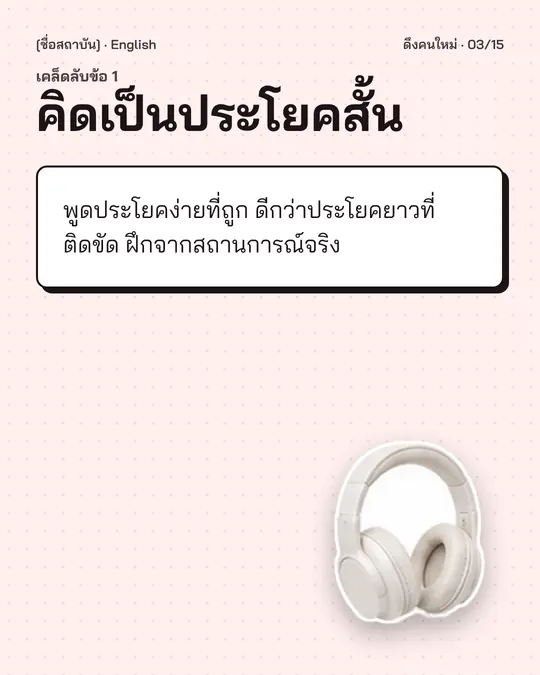 [ชื่อสถาบัน] · English
ดึงคนใหม่ · 03/15
เคล็ดลับข้อ 1
คิดเป็นประโยคสั้น
พูดประโยคง่ายที่ถูก ดีกว่าประโยคยาวที่
ติดขัด ฝึกจากสถานการณ์จริง